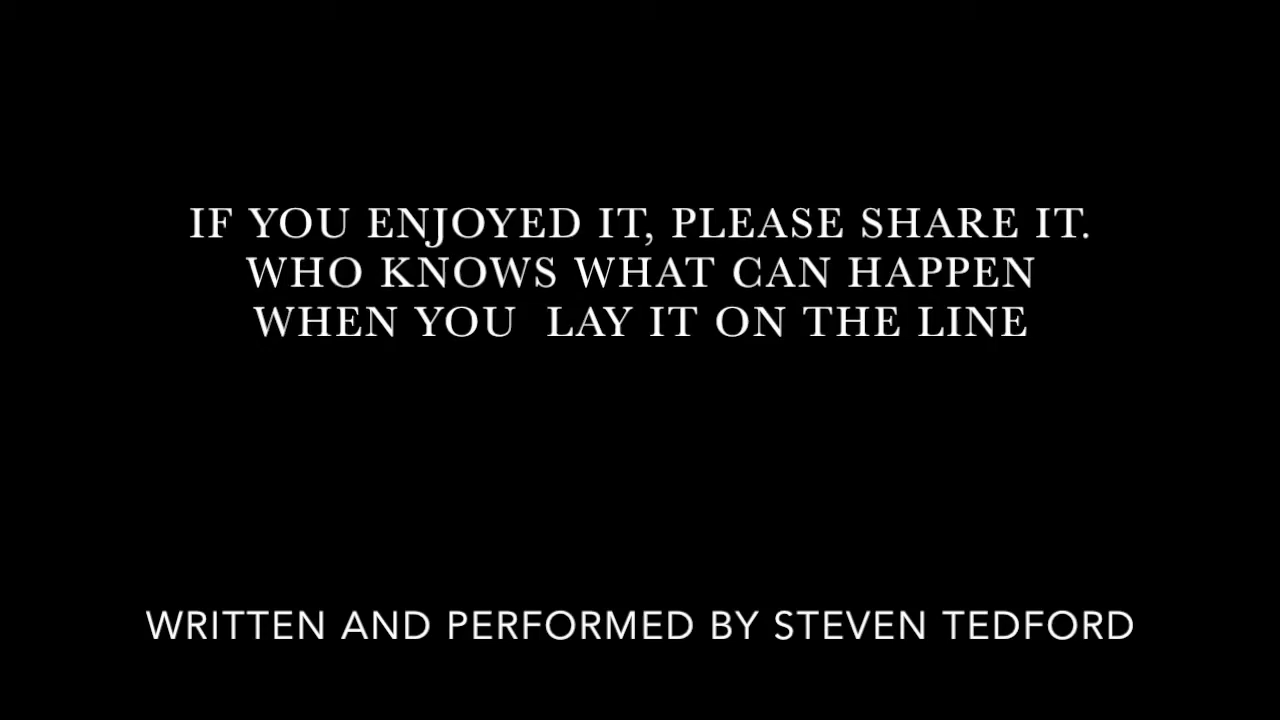 IF YOU ENJOYED IT, PLEASE SHARE IT.
WHO KNOWS WHAT CAN HAPPEN
WHEN YOU  LAY IT ON THE LINE
WRITTEN AND PERFORMED BY STEVEN TEDFORD